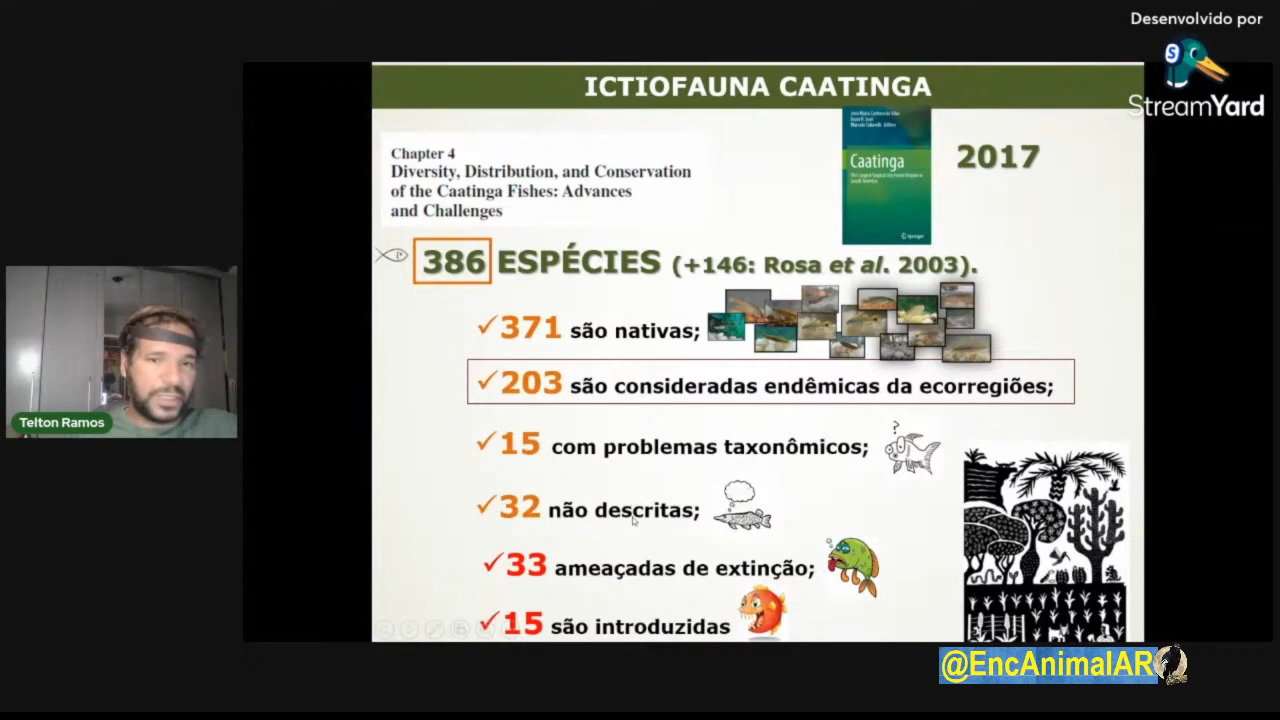 Desenvolvido por
S
StreamYard
ICTIOFAUNA CAATINGA
Chapter 4
Diversity, Distribution, and Conservation
of the Caatinga Fishes: Advances
and Challenges
Caatinga
Springer
2017
386 ESPÉCIES (+146: Rosa et al. 2003).
✓371 são nativas;
✓203 são consideradas endêmicas da ecorregiões;
✓15 com problemas taxonômicos;
?
✓32 não descritas;
✓33 ameaçadas de extinção;
✓15 são introduzidas
Telton Ramos
@EncAnimalAR